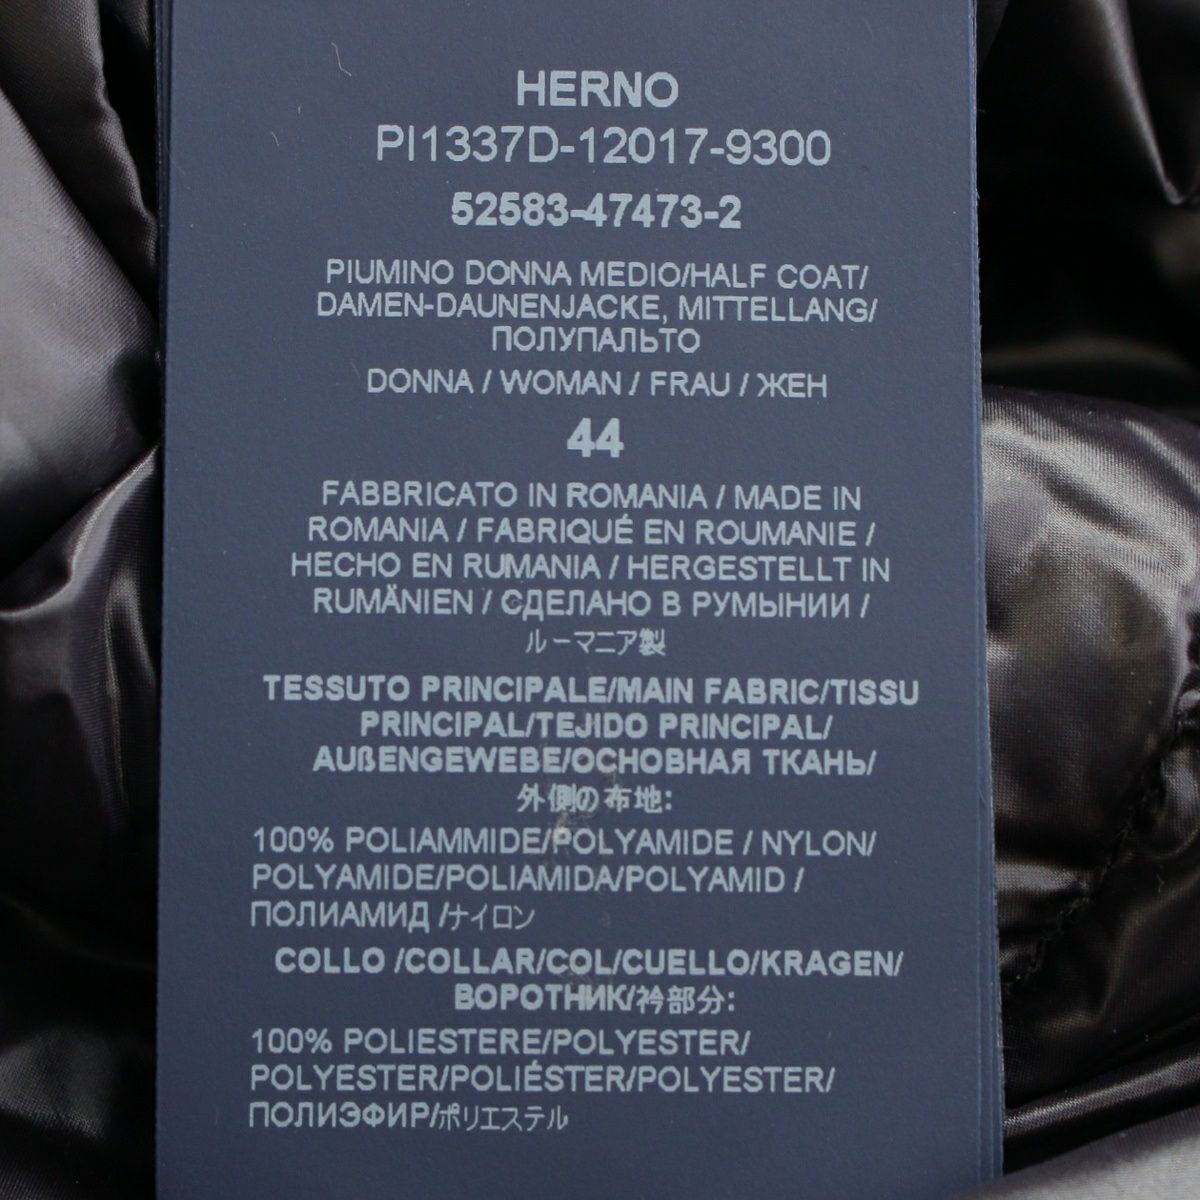 HERNO
PI1337D-12017-9300
52583-47473-2
PIUMINO DONNA MEDIO/HALF COAT/
DAMEN-DAUNENJACKE, MITTELLANG/
ПОЛУПАЛЬТО
DONNA / WOMAN / FRAU / ЖЕН
44
FABBRICATO IN ROMANIA / MADE IN
ROMANIA / FABRIQUÉ EN ROUMANIE /
HECHO EN RUMANIA / HERGESTELLT IN
RUMÄNIEN / СДЕЛАНО В РУМЫНИИ /
ルーマニア製
TESSUTO PRINCIPALE/MAIN FABRIC/TISSU
PRINCIPAL/TEJIDO PRINCIPAL/
AUßENGEWEBE/ОСНОВНАЯ ТКАНЬ/
外側の布地:
100% POLIAMMIDE/POLYAMIDE / NYLON/
POLYAMIDE/POLIAMIDA/POLYAMID /
ПОЛИАМИД /ナイロン
COLLO /COLLAR/COL/CUELLO/KRAGEN/
ВОРОТНИК/衿部分:
100% POLIESTERE/POLYESTER/
POLYESTER/POLIÉSTER/POLYESTER/
ПОЛИЭФИР/ポリエステル